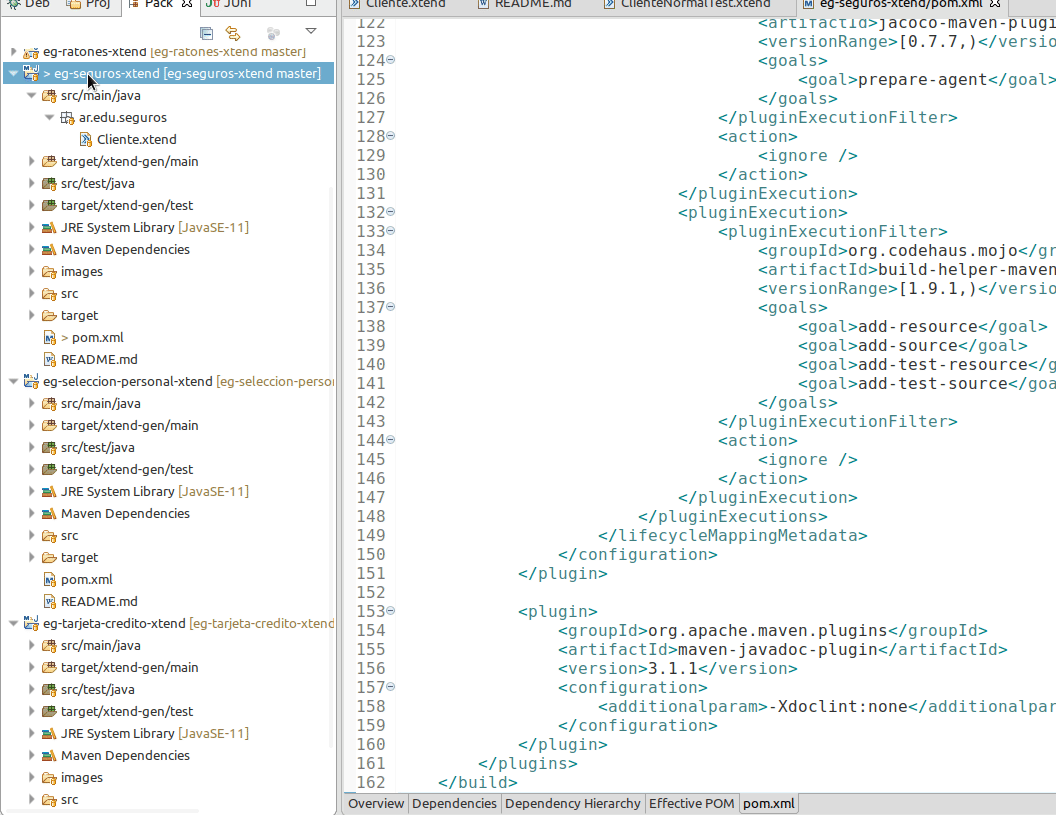 Deb Proj Pack JUni
eg-ratones-xtend [eg-ratones-xtend master]
> eg-seguros-xtend [eg-seguros-xtend master]
src/main/java
ar.edu.seguros
Cliente.xtend
target/xtend-gen/main
src/test/java
target/xtend-gen/test
JRE System Library [JavaSE-11]
Maven Dependencies
images
src
target
> pom.xml
README.md
eg-seleccion-personal-xtend [eg-seleccion-perso
src/main/java
target/xtend-gen/main
src/test/java
target/xtend-gen/test
JRE System Library [JavaSE-11]
Maven Dependencies
src
target
pom.xml
README.md
eg-tarjeta-credito-xtend [eg-tarjeta-credito-xtend
src/main/java
target/xtend-gen/main
src/test/java
target/xtend-gen/test
JRE System Library [JavaSE-11]
Maven Dependencies
images
src
Cliente.xtend README.md ClienteNormalTest.xtend eg-seguros-xtend/pom.xml
122 <artifactId>jacoco-maven-plugi
123 <versionRange>[0.7.7,)</versio
124 <goals>
125 <goal>prepare-agent</goal>
126 </goals>
127 </pluginExecutionFilter>
128 <action>
129 <ignore />
130 </action>
131 </pluginExecution>
132 <pluginExecution>
133 <pluginExecutionFilter>
134 <groupId>org.codehaus.mojo</gr
135 <artifactId>build-helper-maven
136 <versionRange>[1.9.1,)</versio
137 <goals>
138 <goal>add-resource</goal>
139 <goal>add-source</goal>
140 <goal>add-test-resource</g
141 <goal>add-test-source</goa
142 </goals>
143 </pluginExecutionFilter>
144 <action>
145 <ignore />
146 </action>
147 </pluginExecution>
148 </pluginExecutions>
149 </lifecycleMappingMetadata>
150 </configuration>
151 </plugin>
152
153 <plugin>
154 <groupId>org.apache.maven.plugins</groupId>
155 <artifactId>maven-javadoc-plugin</artifactId>
156 <version>3.1.1</version>
157 <configuration>
158 <additionalparam>-Xdoclint:none</additionalpar
159 </configuration>
160 </plugin>
161 </plugins>
162 </build>
Overview Dependencies Dependency Hierarchy Effective POM pom.xml